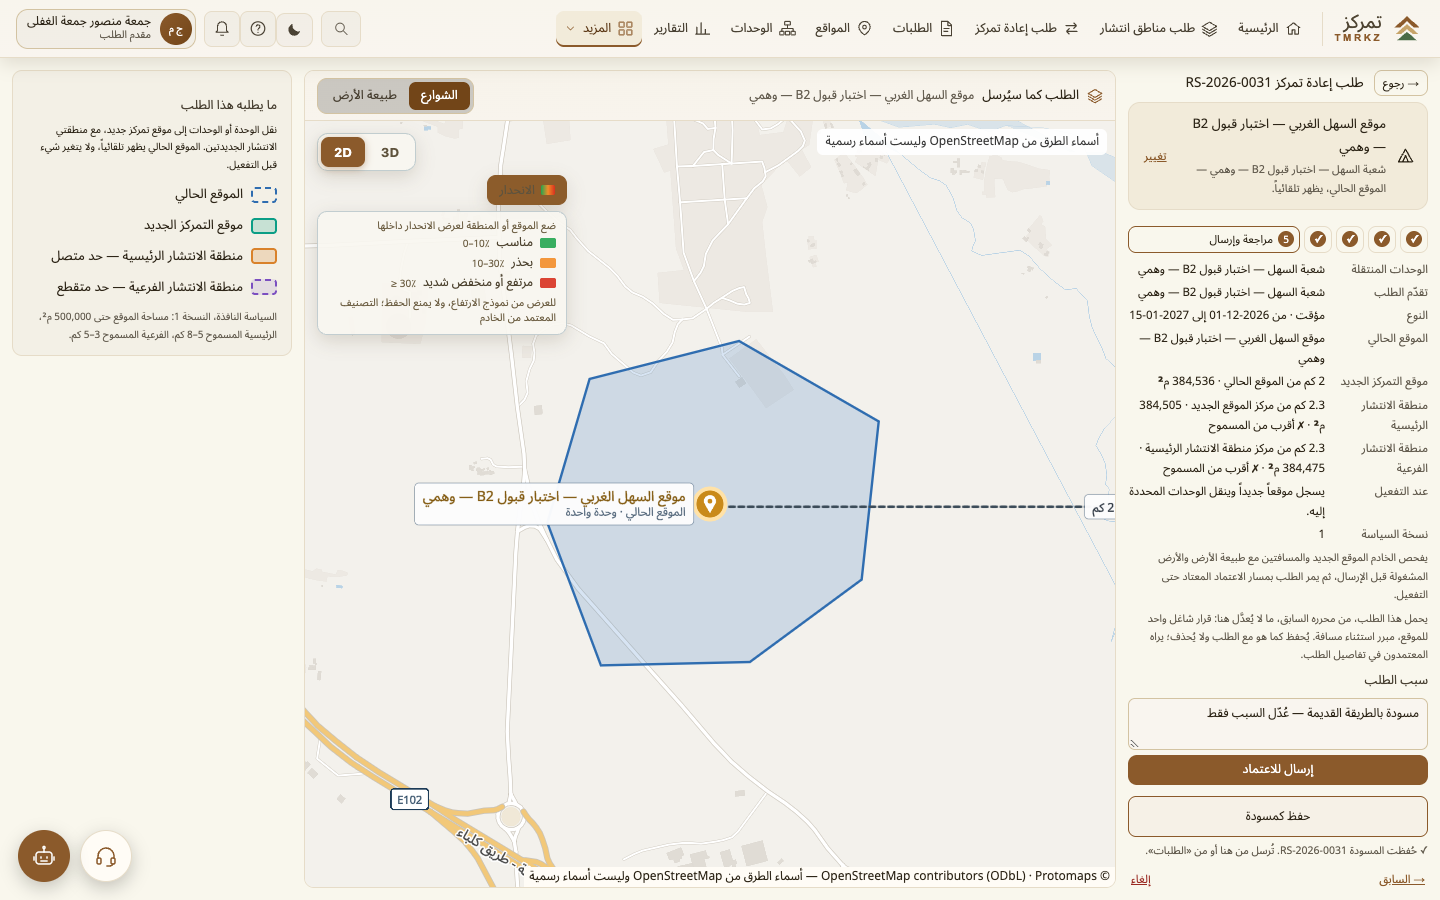 تمركز
TMRKZ
الرئيسية
طلب مناطق انتشار
طلب إعادة تمركز
الطلبات
المواقع
الوحدات
التقارير
المزيد
جمعة منصور جمعة الغفلي
مقدم الطلب
ج م
→ رجوع
طلب إعادة تمركز RS-2026-0031
موقع السهل الغربي — اختبار قبول B2
— وهمي
شعبة السهل — اختبار قبول B2 — وهمي —
الموقع الحالي، يظهر تلقائياً.
تغيير
5 مراجعة وإرسال
الوحدات المنتقلة
شعبة السهل — اختبار قبول B2 — وهمي
تقدّم الطلب
شعبة السهل — اختبار قبول B2 — وهمي
النوع
مؤقت · من 2026-12-01 إلى 2027-01-15
الموقع الحالي
موقع السهل الغربي — اختبار قبول B2 —
وهمي
موقع التمركز الجديد
2 كم من الموقع الحالي · 384,536 م²
منطقة الانتشار
الرئيسية
2.3 كم من مركز الموقع الجديد · 384,505
م² · ✗ أقرب من المسموح
منطقة الانتشار
الفرعية
2.3 كم من مركز منطقة الانتشار الرئيسية ·
384,475 م² · ✗ أقرب من المسموح
عند التفعيل
يسجل موقعاً جديداً وينقل الوحدات المحددة
إليه.
نسخة السياسة
1
يفحص الخادم الموقع الجديد والمسافتين مع طبيعة الأرض والأرض
المشغولة قبل الإرسال، ثم يمر الطلب بمسار الاعتماد المعتاد حتى
التفعيل.
يحمل هذا الطلب، من محرره السابق، ما لا يُعدَّل هنا: قرار شاغل واحد
للموقع، مبرر استثناء مسافة. يُحفظ كما هو مع الطلب ولا يُحذف؛ يراه
المعتمدون في تفاصيل الطلب.
سبب الطلب
مسودة بالطريقة القديمة — عُدّل السبب فقط
إرسال للاعتماد
حفظ كمسودة
✓ حُفظت المسودة RS-2026-0031. تُرسل من هنا أو من «الطلبات».
→ السابق
إلغاء
الطلب كما سيُرسل
موقع السهل الغربي — اختبار قبول B2 — وهمي
الشوارع
طبيعة الأرض
أسماء الطرق من OpenStreetMap وليست أسماء رسمية
2D
3D
الانحدار
ضع الموقع أو المنطقة لعرض الانحدار داخلها
مناسب 0–10٪
بحذر 10–30٪
مرتفع أو منخفض شديد ≥ 30٪
للعرض من نموذج الارتفاع، ولا يمنع الحفظ؛ التصنيف
المعتمد من الخادم
موقع السهل الغربي — اختبار قبول B2 — وهمي
الموقع الحالي · وحدة واحدة
2 كم
E102
طريق كلباء
© OpenStreetMap contributors (ODbL) · Protomaps — أسماء الطرق من OpenStreetMap وليست أسماء رسمية
ما يطلبه هذا الطلب
نقل الوحدة أو الوحدات إلى موقع تمركز جديد، مع منطقتي
الانتشار الجديدتين. الموقع الحالي يظهر تلقائياً، ولا يتغير شيء
قبل التفعيل.
الموقع الحالي
موقع التمركز الجديد
منطقة الانتشار الرئيسية — حد متصل
منطقة الانتشار الفرعية — حد متقطع
السياسة النافذة، النسخة 1: مساحة الموقع حتى 500,000 م²،
الرئيسية المسموح 5–8 كم، الفرعية المسموح 3–5 كم.